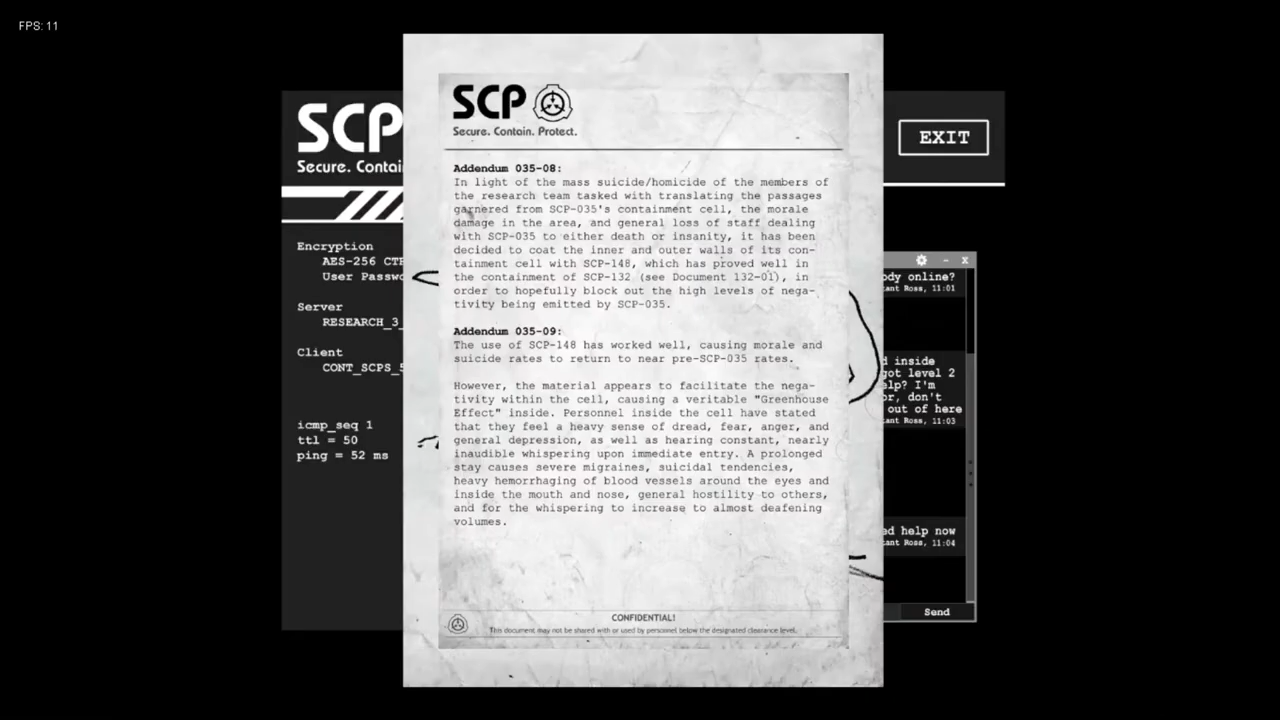 FPS: 11
SCP
Secure. Contai
EXIT
Encryption
AES-256 CTR
User Passwo
Server
RESEARCH_3_
Client
CONT_SCPS_5
icmp_seq 1
ttl = 50
ping = 52 ms
SCP
Secure. Contain. Protect.
Addendum 035-08:
In light of the mass suicide/homicide of the members of
the research team tasked with translating the passages
garnered from SCP-035's containment cell, the morale
damage in the area, and general loss of staff dealing
with SCP-035 to either death or insanity, it has been
decided to coat the inner and outer walls of its con-
tainment cell with SCP-148, which has proved well in
the containment of SCP-132 (see Document 132-01), in
order to hopefully block out the high levels of nega-
tivity being emitted by SCP-035.
Addendum 035-09:
The use of SCP-148 has worked well, causing morale and
suicide rates to return to near pre-SCP-035 rates.
However, the material appears to facilitate the nega-
tivity within the cell, causing a veritable "Greenhouse
Effect" inside. Personnel inside the cell have stated
that they feel a heavy sense of dread, fear, anger, and
general depression, as well as hearing constant, nearly
inaudible whispering upon immediate entry. A prolonged
stay causes severe migraines, suicidal tendencies,
heavy hemorrhaging of blood vessels around the eyes and
inside the mouth and nose, general hostility to others,
and for the whispering to increase to almost deafening
volumes.
CONFIDENTIAL!
This document may not be shared with or used by personnel below the designated clearance level.
- x
ody online?
tant Ross, 11:01
d inside
got level 2
elp? I'm
or, don't
out of here
tant Ross, 11:03
ed help now
tant Ross, 11:04
Send